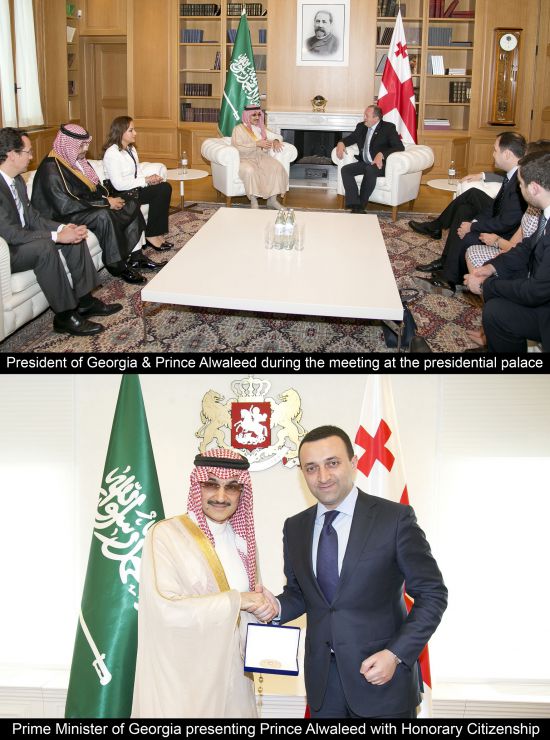 President of Georgia & Prince Alwaleed during the meeting at the presidential palace
Prime Minister of Georgia presenting Prince Alwaleed with Honorary Citizenship